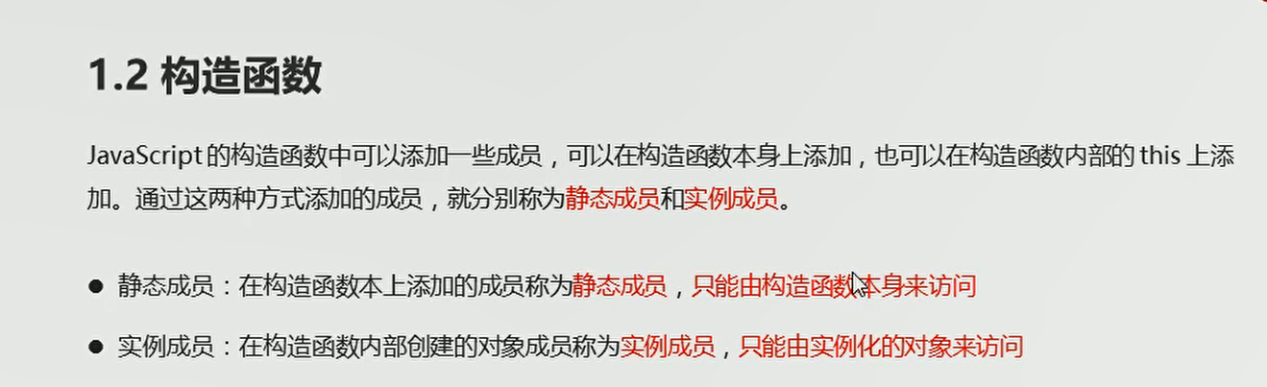 1.2 构造函数
JavaScript 的构造函数中可以添加一些成员，可以在构造函数本身上添加，也可以在构造函数内部的 this 上添
加。通过这两种方式添加的成员，就分别称为静态成员和实例成员。
● 静态成员：在构造函数本上添加的成员称为静态成员，只能由构造函数本身来访问
● 实例成员：在构造函数内部创建的对象成员称为实例成员，只能由实例化的对象来访问